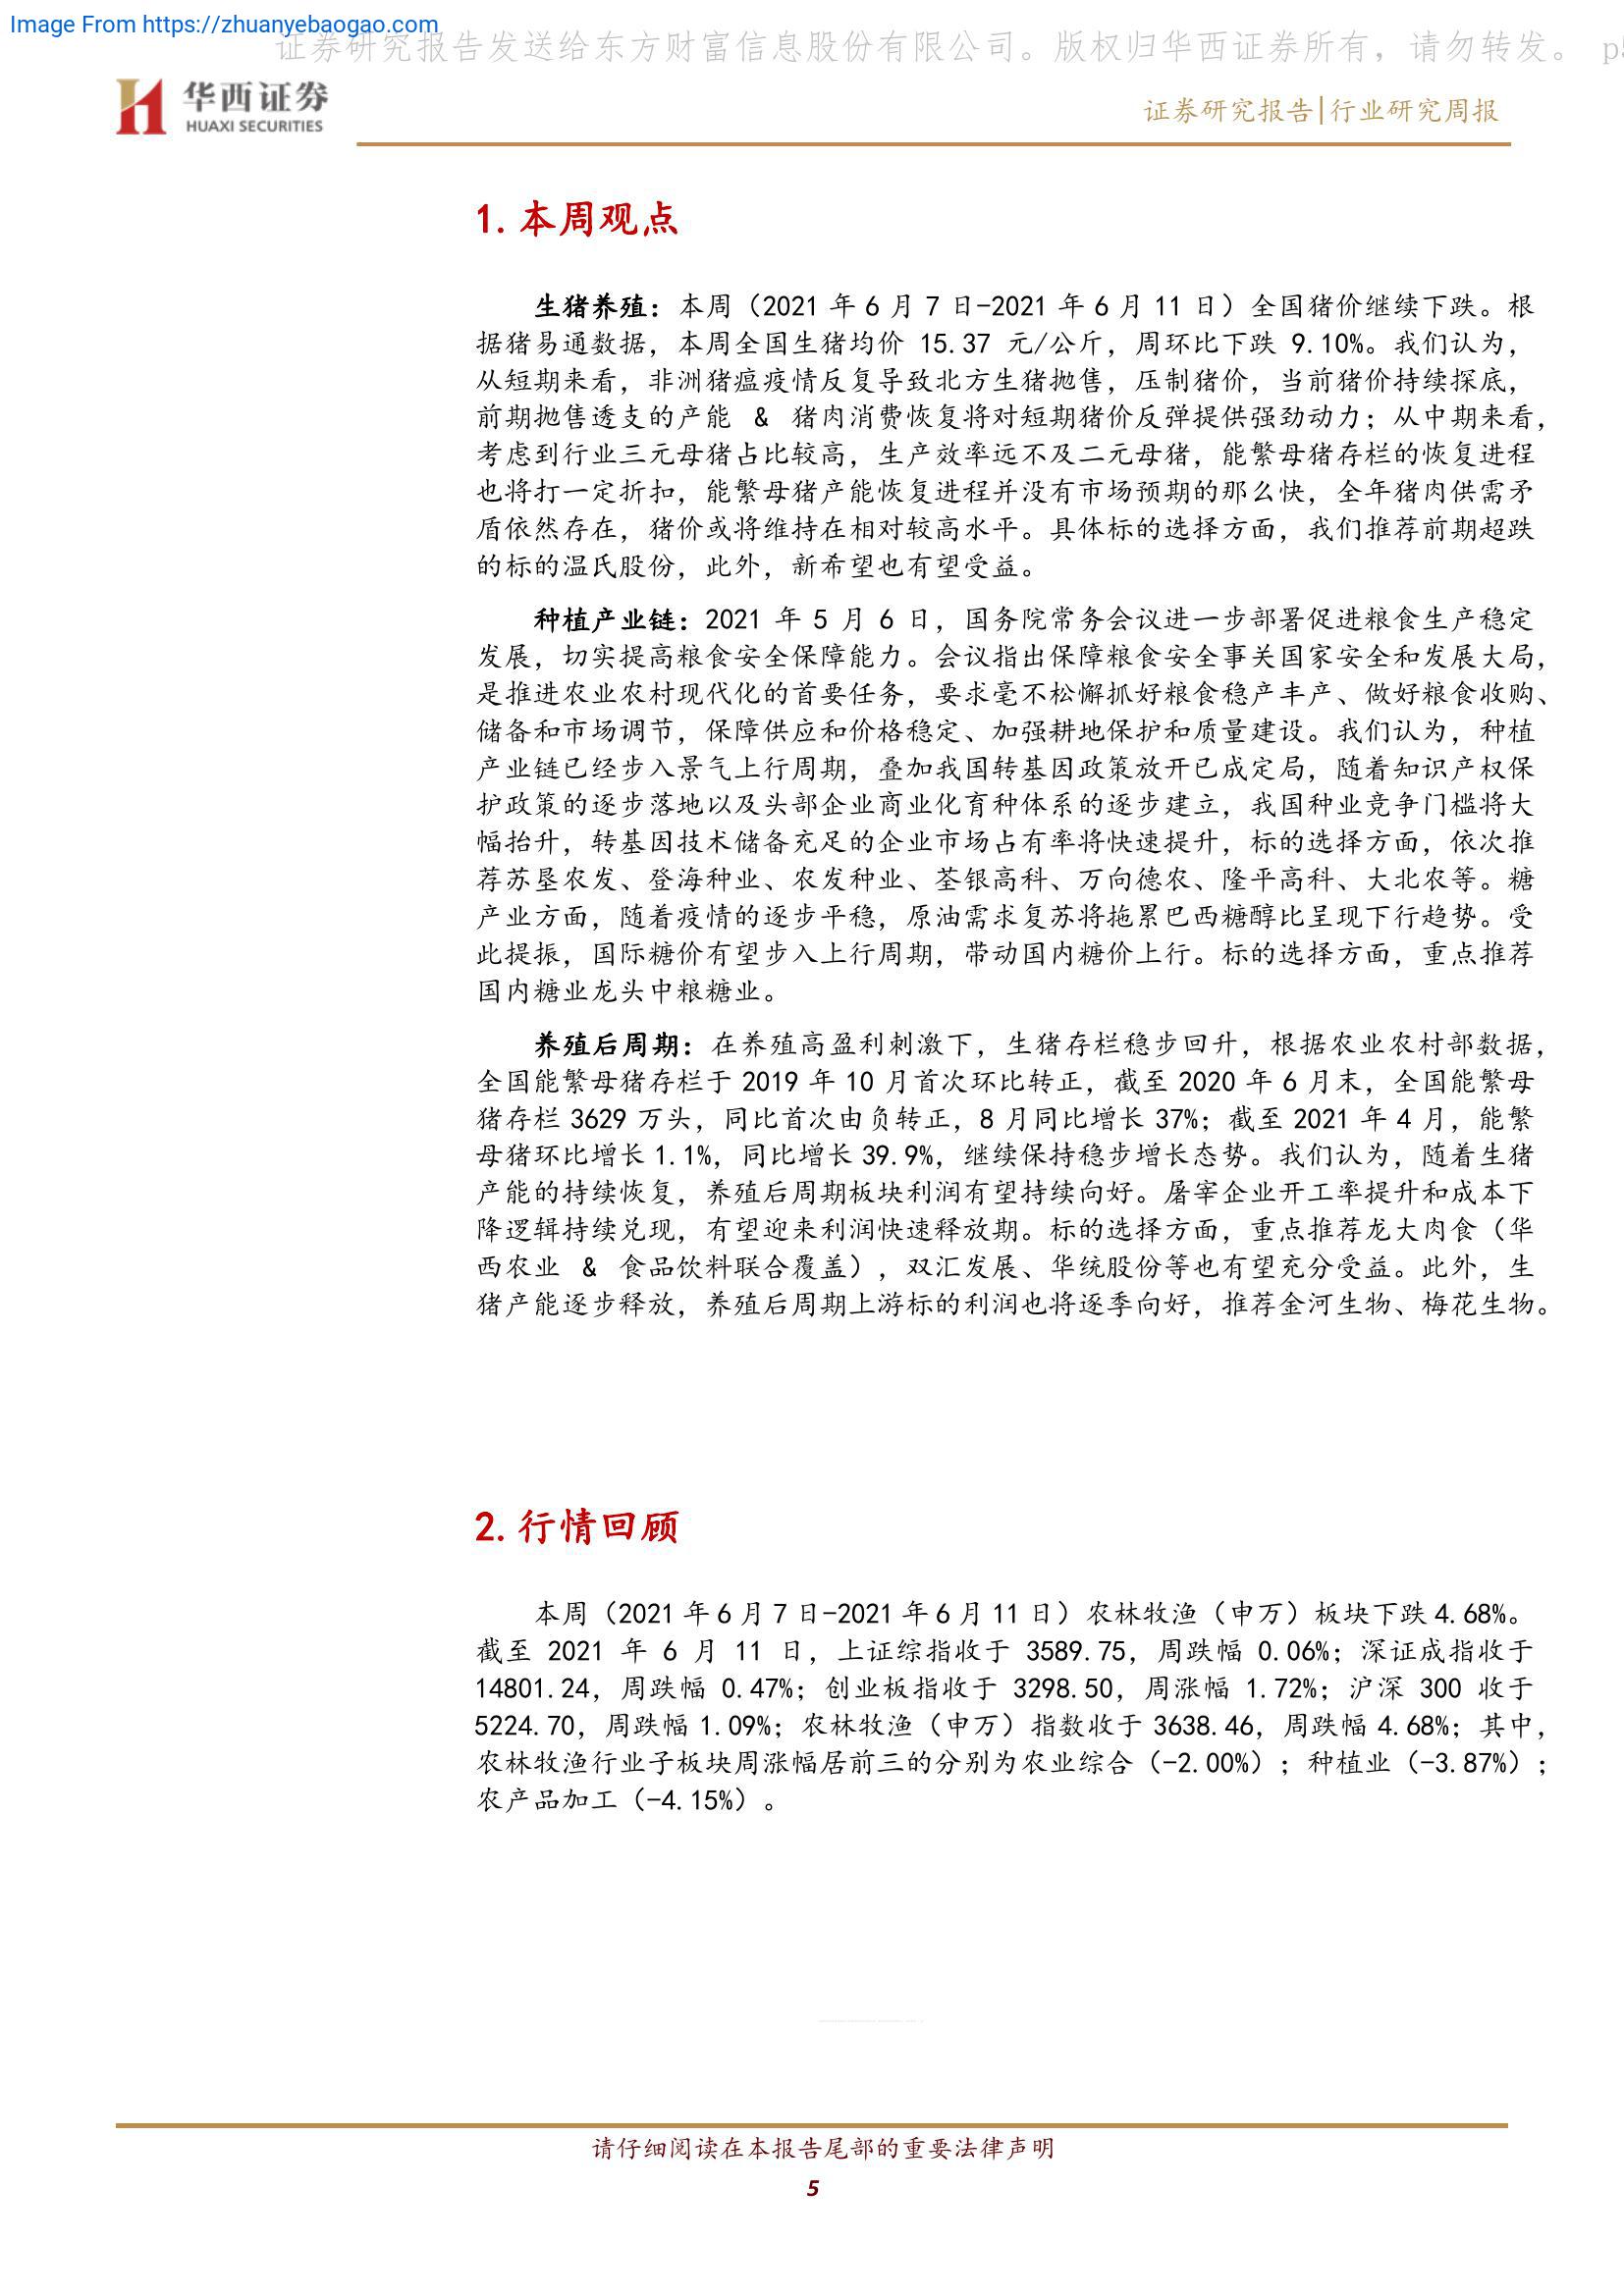 Image From https://zhuanyebaogao.com
证券研究报告发送给东方财富信息股份有限公司。版权归华西证券所有，请勿转发。 p5
华西证券
HUAXI SECURITIES
证券研究报告|行业研究周报
1.本周观点
生猪养殖：本周（2021 年 6 月 7 日-2021 年 6 月 11 日）全国猪价继续下跌。根
据猪易通数据，本周全国生猪均价 15.37 元/公斤，周环比下跌 9.10%。我们认为，
从短期来看，非洲猪瘟疫情反复导致北方生猪抛售，压制猪价，当前猪价持续探底，
前期抛售透支的产能 & 猪肉消费恢复将对短期猪价反弹提供强劲动力；从中期来看，
考虑到行业三元母猪占比较高，生产效率远不及二元母猪，能繁母猪存栏的恢复进程
也将打一定折扣，能繁母猪产能恢复进程并没有市场预期的那么快，全年猪肉供需矛
盾依然存在，猪价或将维持在相对较高水平。具体标的选择方面，我们推荐前期超跌
的标的温氏股份，此外，新希望也有望受益。
种植产业链：2021 年 5 月 6 日，国务院常务会议进一步部署促进粮食生产稳定
发展，切实提高粮食安全保障能力。会议指出保障粮食安全事关国家安全和发展大局，
是推进农业农村现代化的首要任务，要求毫不松懈抓好粮食稳产丰产、做好粮食收购、
储备和市场调节，保障供应和价格稳定、加强耕地保护和质量建设。我们认为，种植
产业链已经步入景气上行周期，叠加我国转基因政策放开已成定局，随着知识产权保
护政策的逐步落地以及头部企业商业化育种体系的逐步建立，我国种业竞争门槛将大
幅抬升，转基因技术储备充足的企业市场占有率将快速提升，标的选择方面，依次推
荐苏垦农发、登海种业、农发种业、荃银高科、万向德农、隆平高科、大北农等。糖
产业方面，随着疫情的逐步平稳，原油需求复苏将拖累巴西糖醇比呈现下行趋势。受
此提振，国际糖价有望步入上行周期，带动国内糖价上行。标的选择方面，重点推荐
国内糖业龙头中粮糖业。
养殖后周期：在养殖高盈利刺激下，生猪存栏稳步回升，根据农业农村部数据，
全国能繁母猪存栏于 2019 年 10 月首次环比转正，截至 2020 年 6 月末，全国能繁母
猪存栏 3629 万头，同比首次由负转正，8 月同比增长 37%；截至 2021 年 4 月，能繁
母猪环比增长 1.1%，同比增长 39.9%，继续保持稳步增长态势。我们认为，随着生猪
产能的持续恢复，养殖后周期板块利润有望持续向好。屠宰企业开工率提升和成本下
降逻辑持续兑现，有望迎来利润快速释放期。标的选择方面，重点推荐龙大肉食（华
西农业 & 食品饮料联合覆盖），双汇发展、华统股份等也有望充分受益。此外，生
猪产能逐步释放，养殖后周期上游标的利润也将逐季向好，推荐金河生物、梅花生物。
2.行情回顾
本周（2021 年 6 月 7 日-2021 年 6 月 11 日）农林牧渔（申万）板块下跌 4.68%。
截至 2021 年 6 月 11 日，上证综指收于 3589.75，周跌幅 0.06%；深证成指收于
14801.24，周跌幅 0.47%；创业板指收于 3298.50，周涨幅 1.72%；沪深 300 收于
5224.70，周跌幅 1.09%；农林牧渔（申万）指数收于 3638.46，周跌幅 4.68%；其中，
农林牧渔行业子板块周涨幅居前三的分别为农业综合（-2.00%）；种植业（-3.87%）；
农产品加工（-4.15%）。
请仔细阅读在本报告尾部的重要法律声明
5